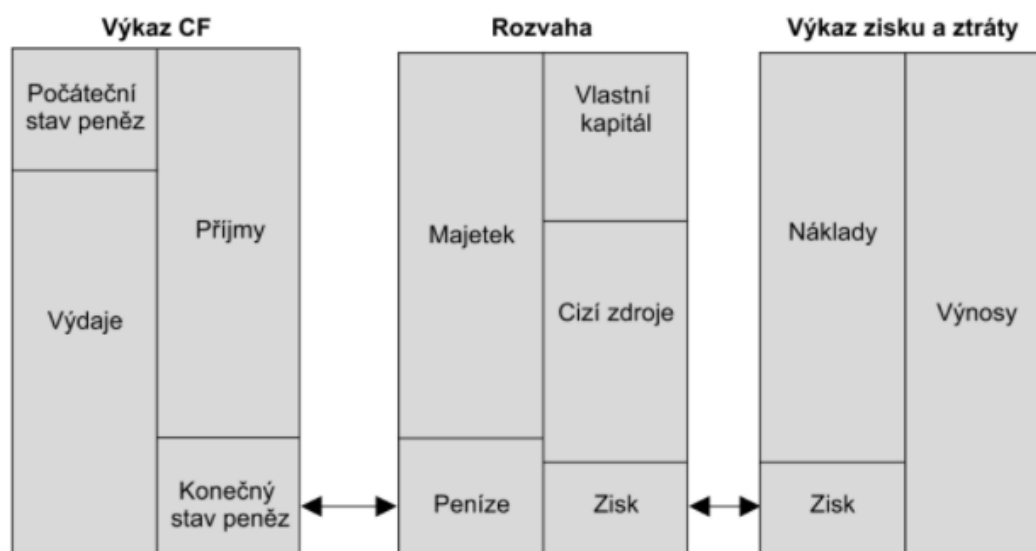 Výkaz CF
Rozvaha
Výkaz zisku a ztráty
Počáteční
stav peněz
Výdaje
Příjmy
Konečný
stav peněz
Majetek
Peníze
Vlastní
kapitál
Cizí zdroje
Zisk
Náklady
Zisk
Výnosy